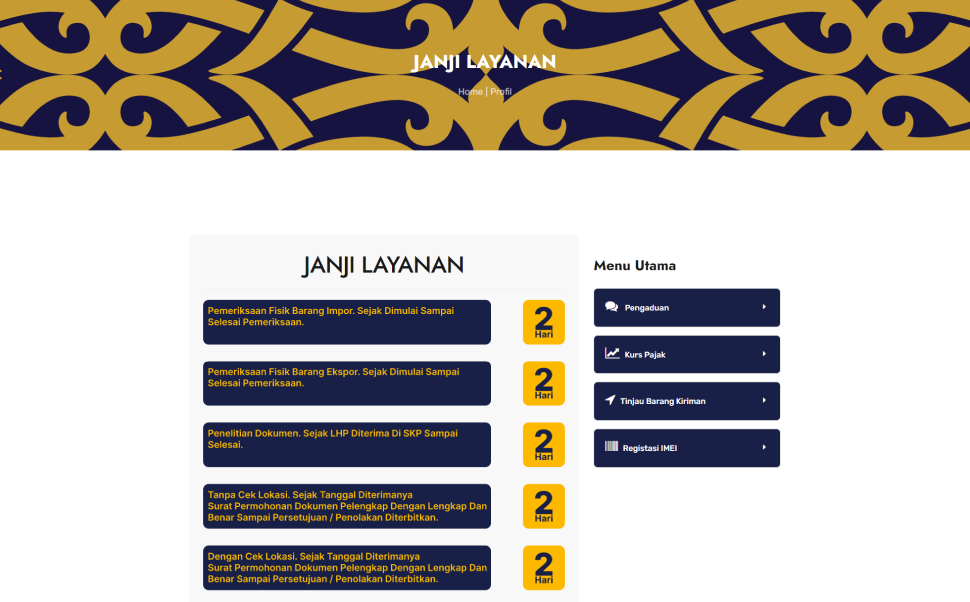 JANJI LAYANAN
Home | Profil
JANJI LAYANAN
Pemeriksaan Fisik Barang Impor. Sejak Dimulai Sampai
Selesai Pemeriksaan.
2
Hari
Pemeriksaan Fisik Barang Ekspor. Sejak Dimulai Sampai
Selesai Pemeriksaan.
2
Hari
Penelitian Dokumen. Sejak LHP Diterima Di SKP Sampai
Selesai.
2
Hari
Tanpa Cek Lokasi. Sejak Tanggal Diterimanya
Surat Permohonan Dokumen Pelengkap Dengan Lengkap Dan
Benar Sampai Persetujuan / Penolakan Diterbitkan.
2
Hari
Dengan Cek Lokasi. Sejak Tanggal Diterimanya
Surat Permohonan Dokumen Pelengkap Dengan Lengkap Dan
Benar Sampai Persetujuan / Penolakan Diterbitkan.
2
Hari
Menu Utama
Pengaduan
Kurs Pajak
Tinjau Barang Kiriman
Registasi IMEI